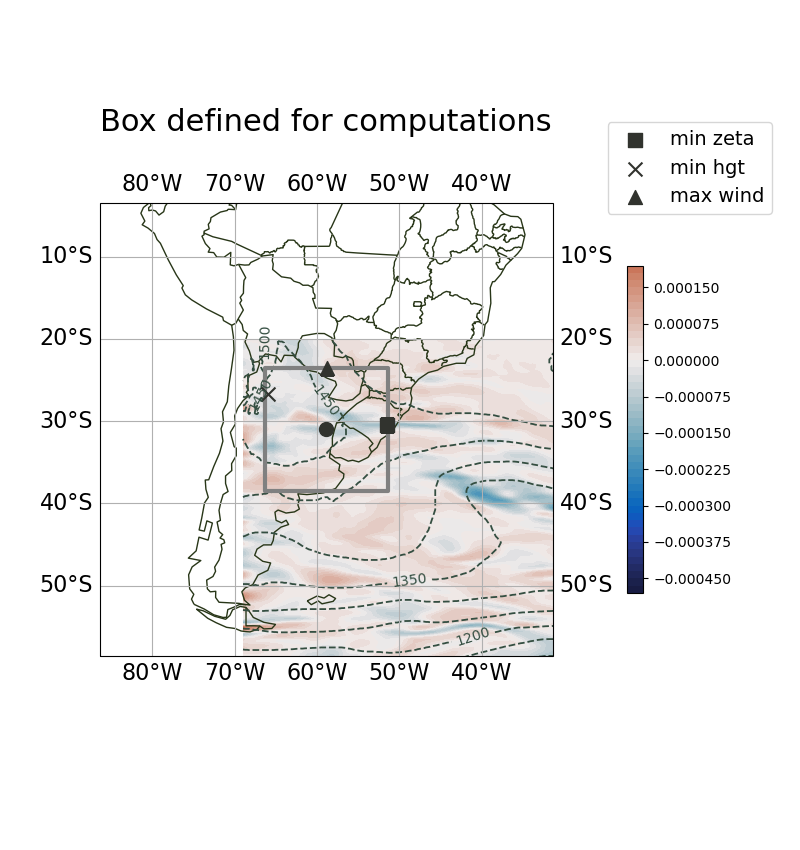 Box defined for computations
min zeta
min hgt
max wind
80°W 70°W 60°W 50°W 40°W
10°S 10°S
20°S 20°S
30°S 30°S
40°S 40°S
50°S 50°S
1500
1450
1350
1200
80°W 70°W 60°W 50°W 40°W
0.000150
0.000075
0.000000
−0.000075
−0.000150
−0.000225
−0.000300
−0.000375
−0.000450